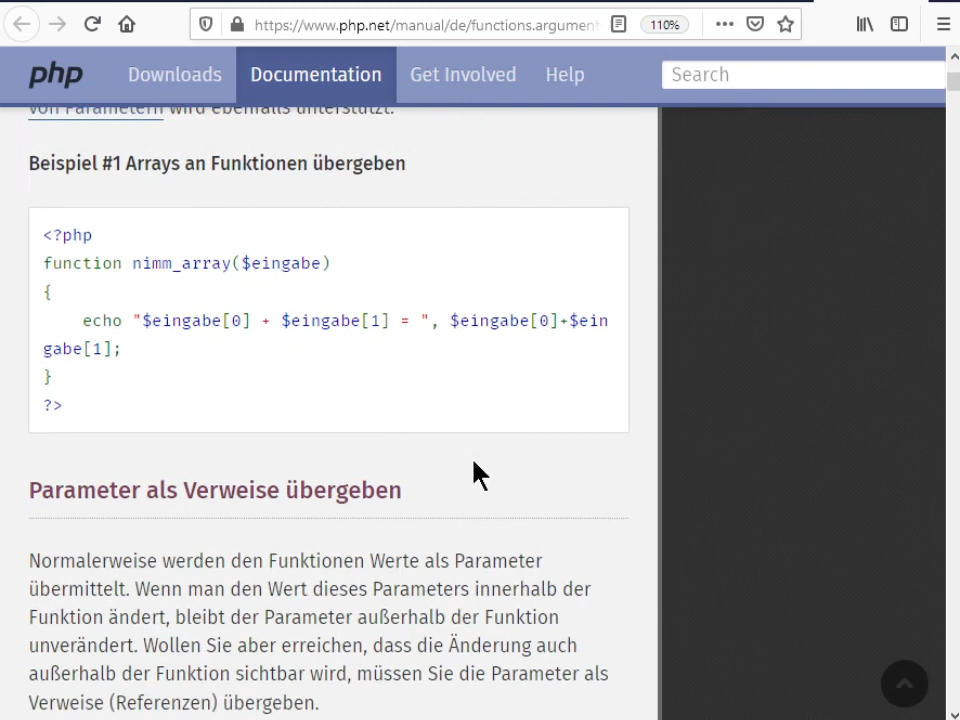 https://www.php.net/manual/de/functions.argument
110%
php
Downloads
Documentation
Get Involved
Help
Search
von Parametern wird ebenfalls unterstützt.
Beispiel #1 Arrays an Funktionen übergeben
<?php
function nimm_array($eingabe)
{
echo "$eingabe[0] + $eingabe[1] = ", $eingabe[0]+$ein
gabe[1];
}
?>
Parameter als Verweise übergeben
Normalerweise werden den Funktionen Werte als Parameter
übermittelt. Wenn man den Wert dieses Parameters innerhalb der
Funktion ändert, bleibt der Parameter außerhalb der Funktion
unverändert. Wollen Sie aber erreichen, dass die Änderung auch
außerhalb der Funktion sichtbar wird, müssen Sie die Parameter als
Verweise (Referenzen) übergeben.